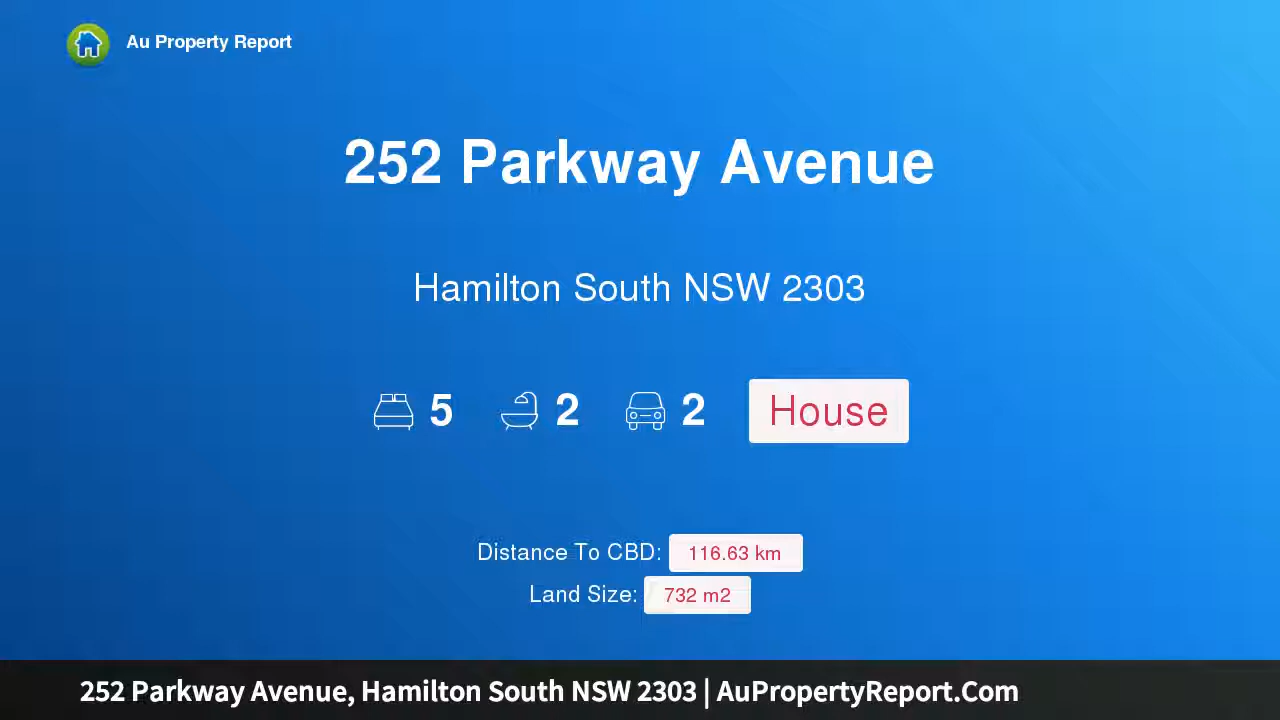 Au Property Report
252 Parkway Avenue
Hamilton South NSW 2303
5 2 2 House
Distance To CBD: 116.63 km
Land Size: 732 m2
252 Parkway Avenue, Hamilton South NSW 2303 | AuPropertyReport.Com